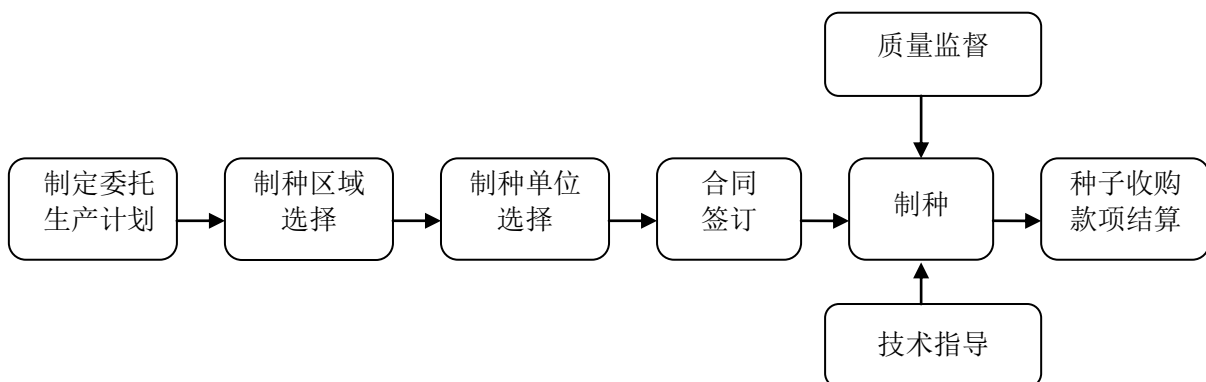 质量监督
制定委托
生产计划
制种区域
选择
制种单位
选择
合同
签订
制种
种子收购
款项结算
技术指导